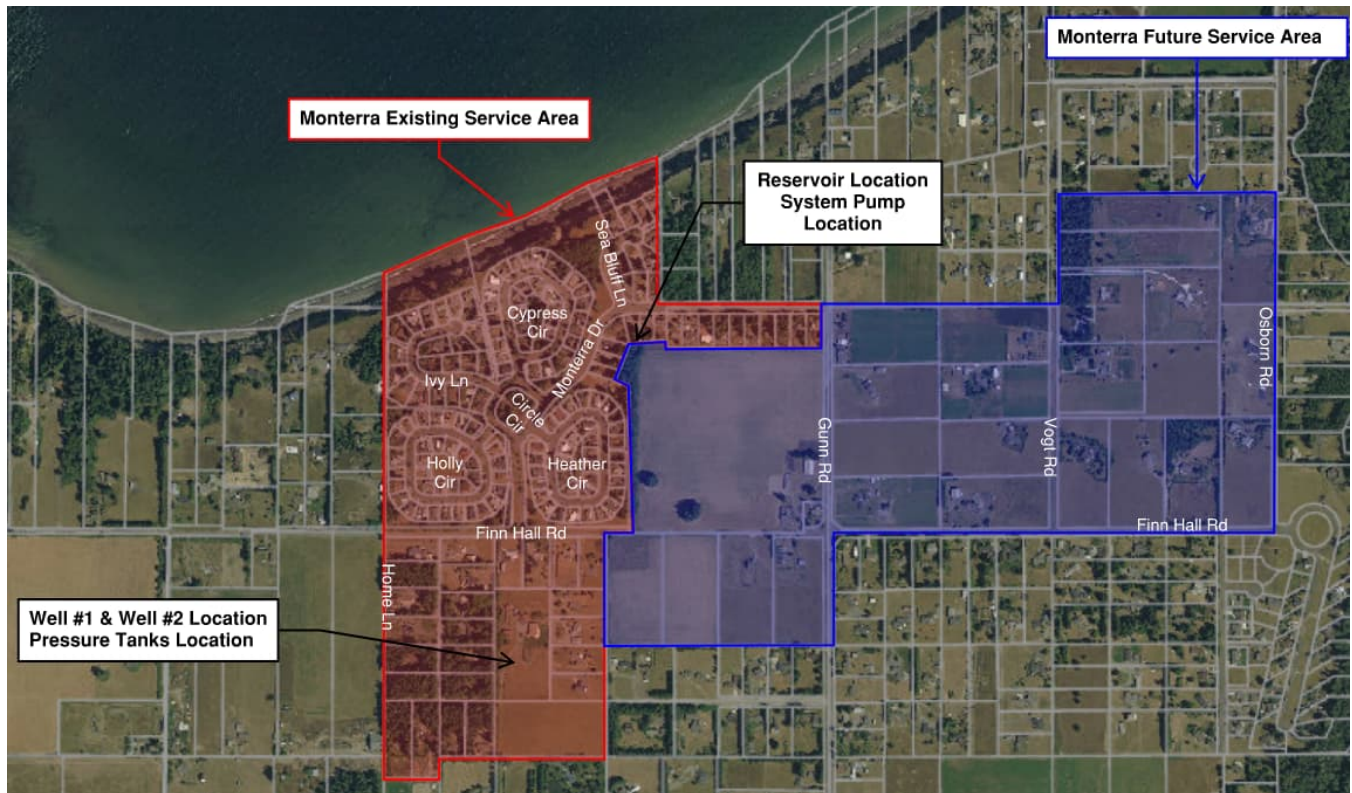 Monterra Future Service Area
Monterra Existing Service Area
Reservoir Location
System Pump
Location
Sea Bluff Ln
Cypress
Cir
Monterra Dr
Osborn Rd
Ivy Ln
Circle
Cir
Gunn Rd
Vogt Rd
Holly
Cir
Heather
Cir
Finn Hall Rd
Finn Hall Rd
Home Ln
Well #1 & Well #2 Location
Pressure Tanks Location